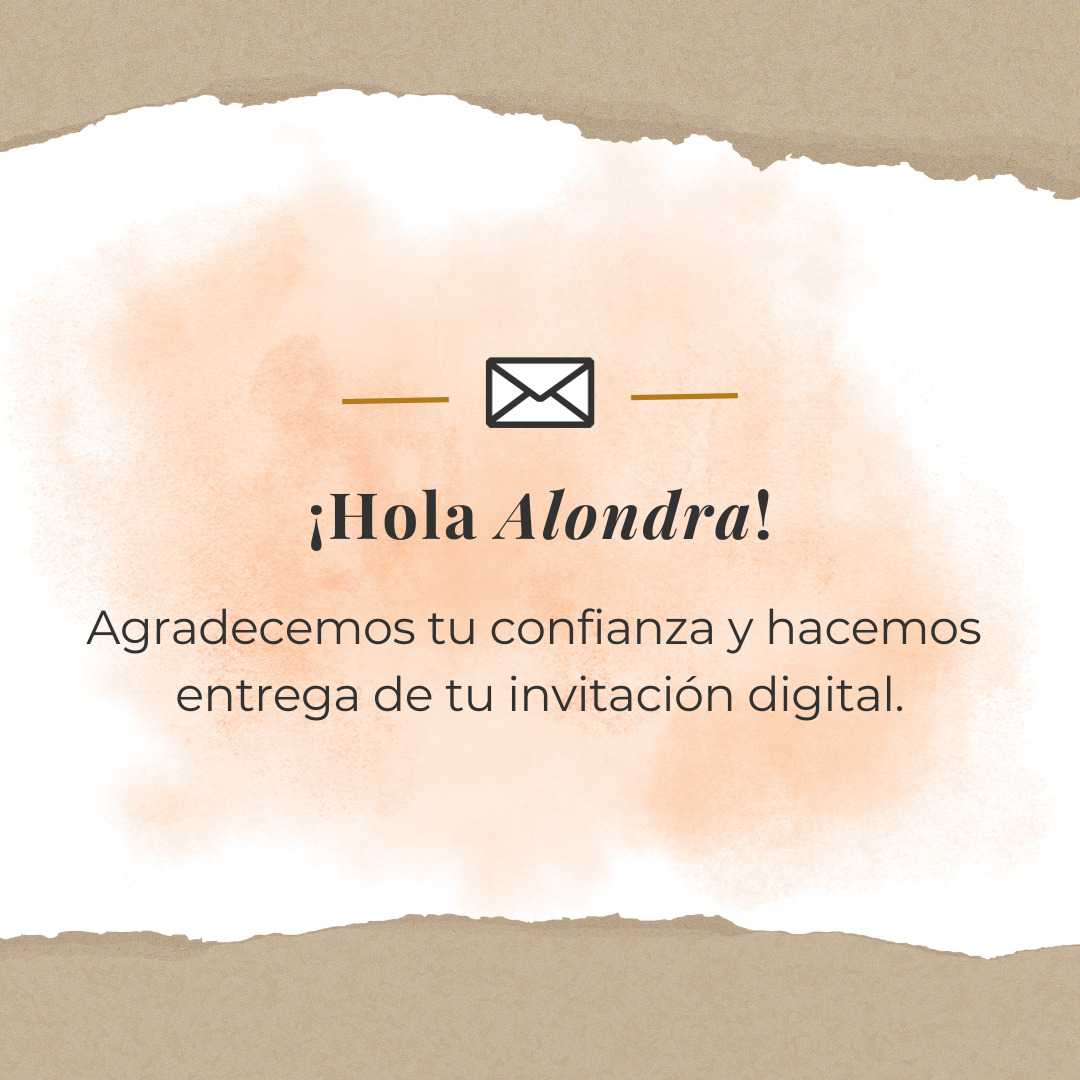 ¡Hola Alondra!
Agradecemos tu confianza y hacemos
entrega de tu invitación digital.